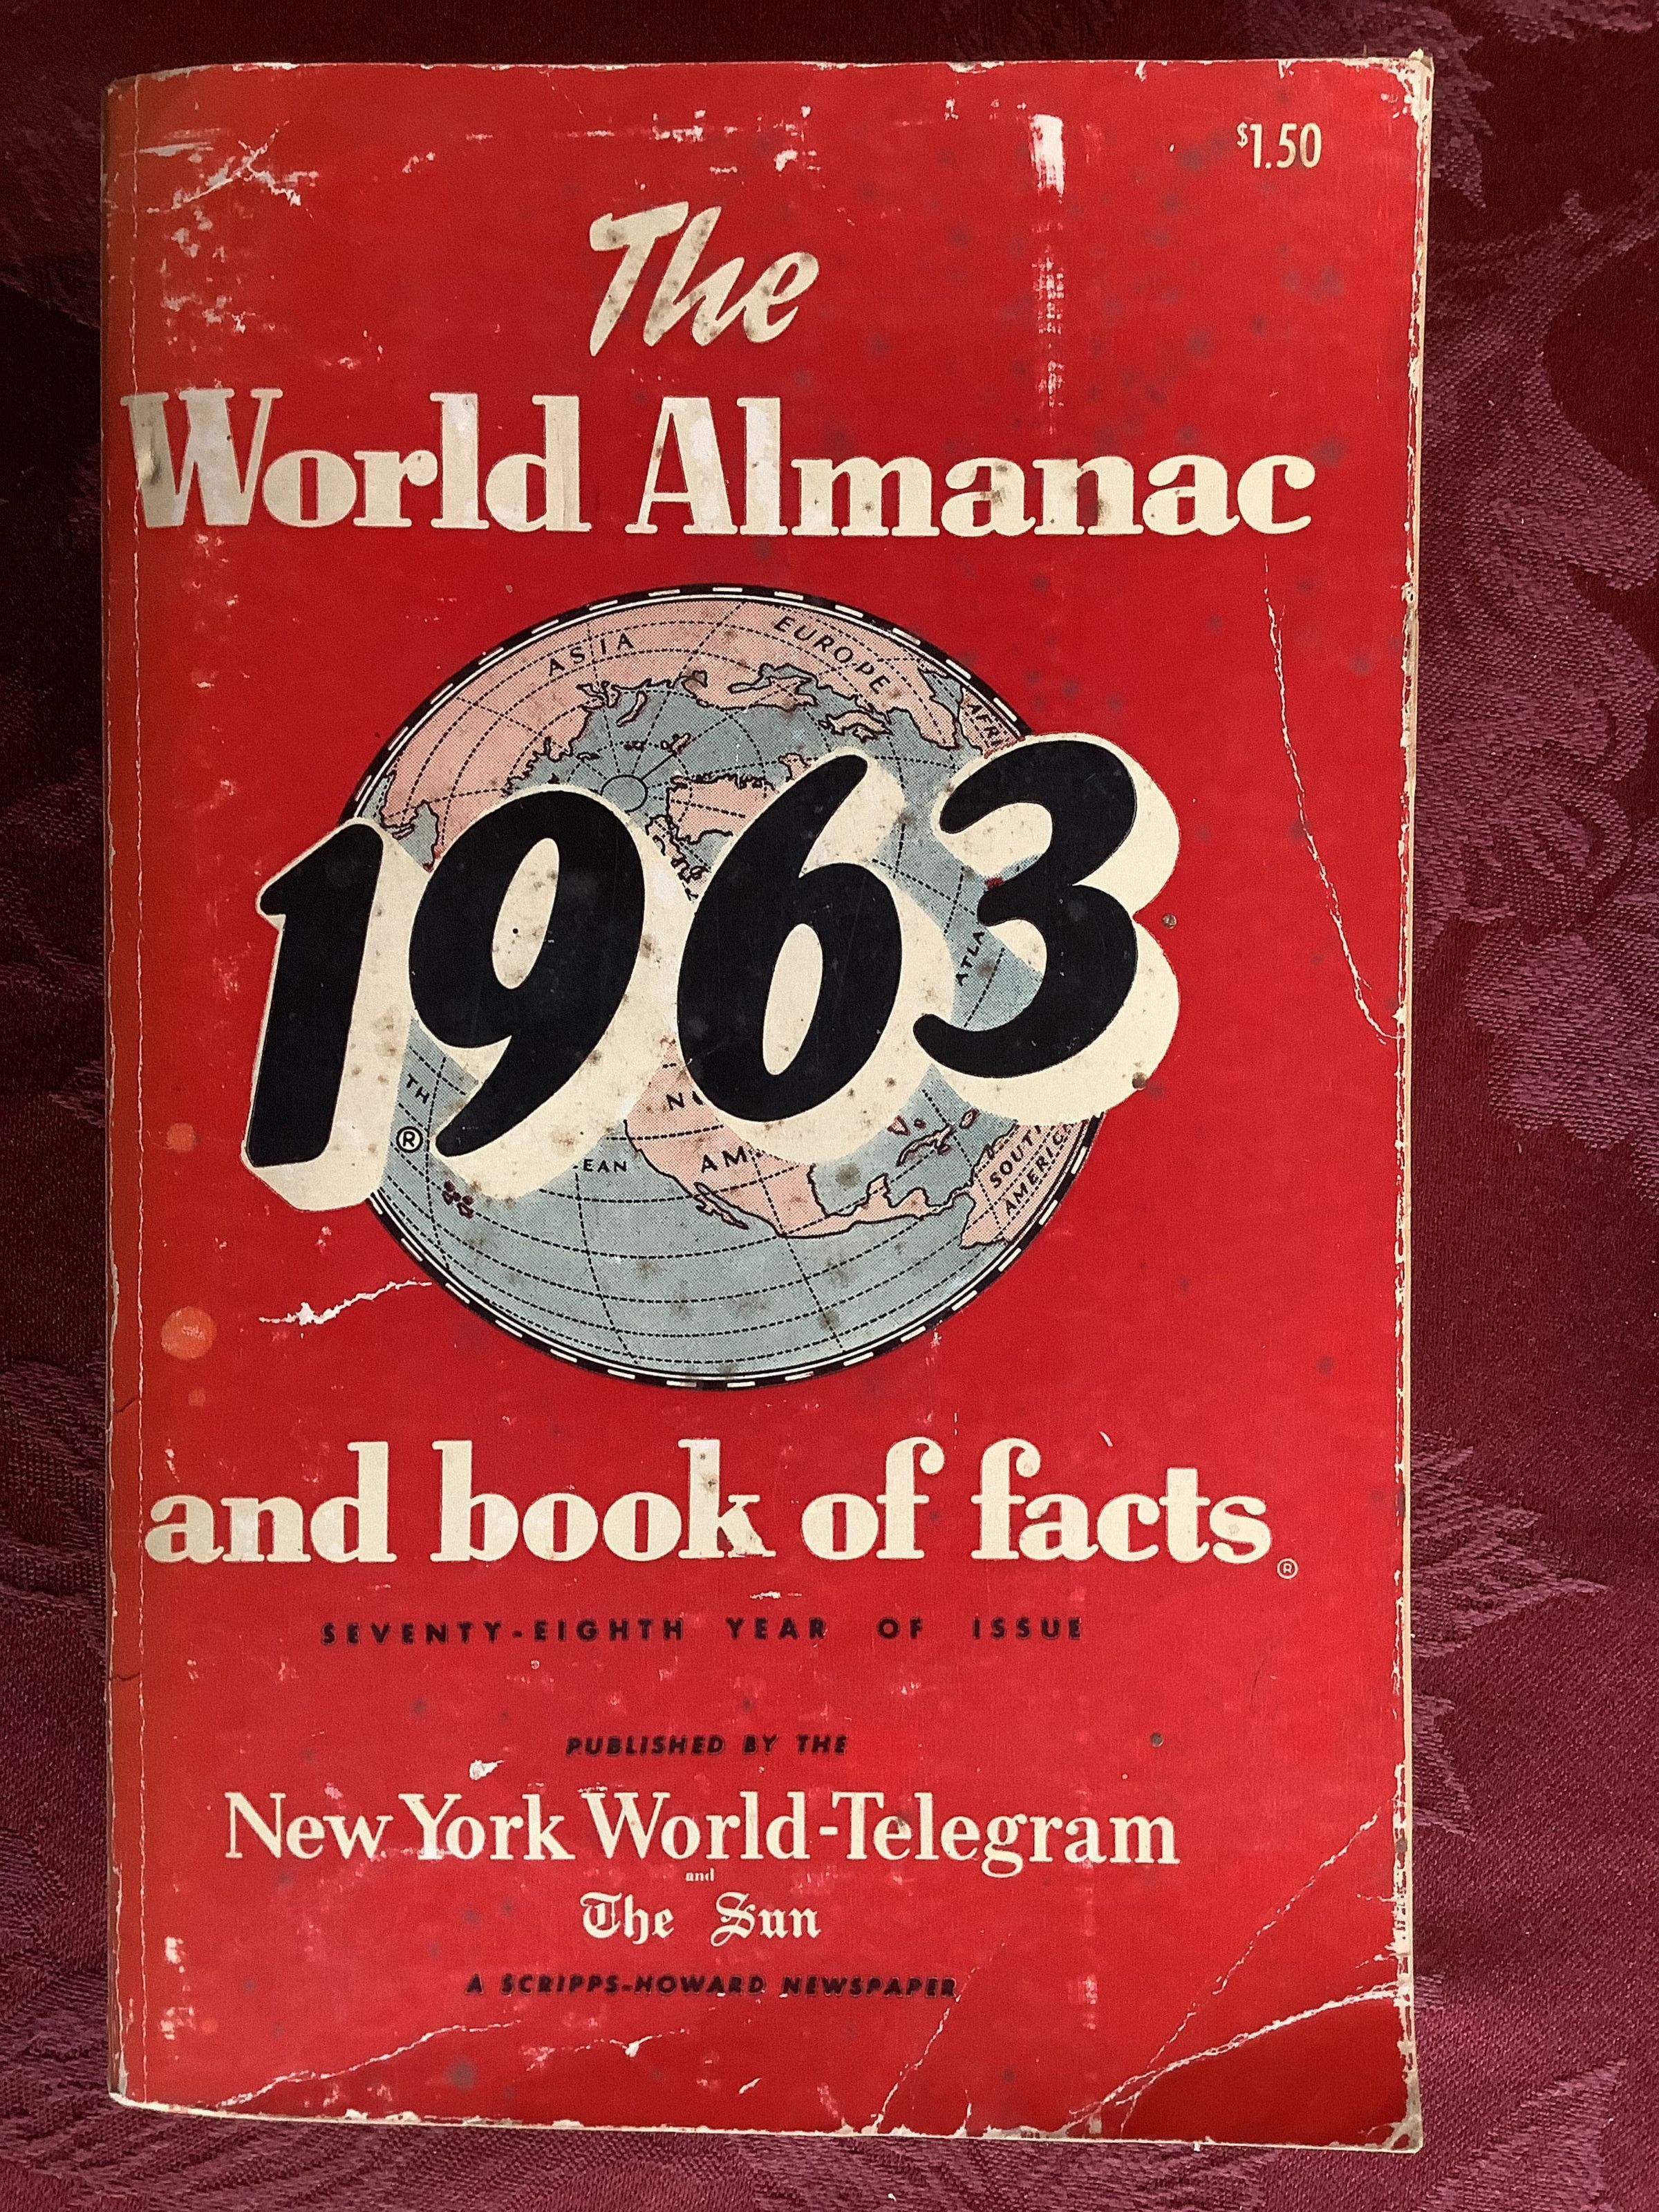 $1.50
The
World Almanac
ASIA
EUROPE
1963
®
AM
SOUTH
AMERICA
and book of facts®
SEVENTY-EIGHTH YEAR OF ISSUE
PUBLISHED BY THE
New York World-Telegram
and
The Sun
A SCRIPPS-HOWARD NEWSPAPER